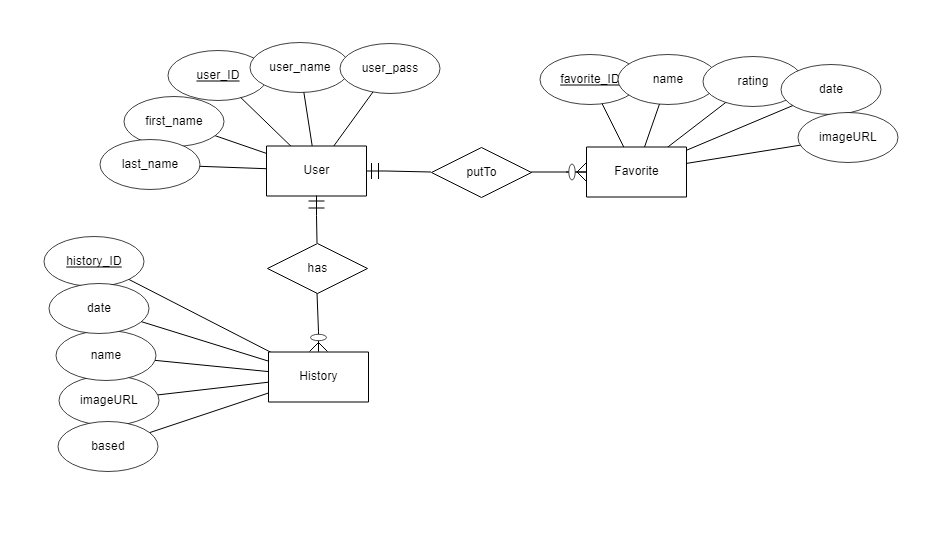 user_ID
user_name
user_pass
first_name
last_name
User
putTo
favorite_ID
name
rating
date
imageURL
Favorite
has
history_ID
date
name
imageURL
based
History